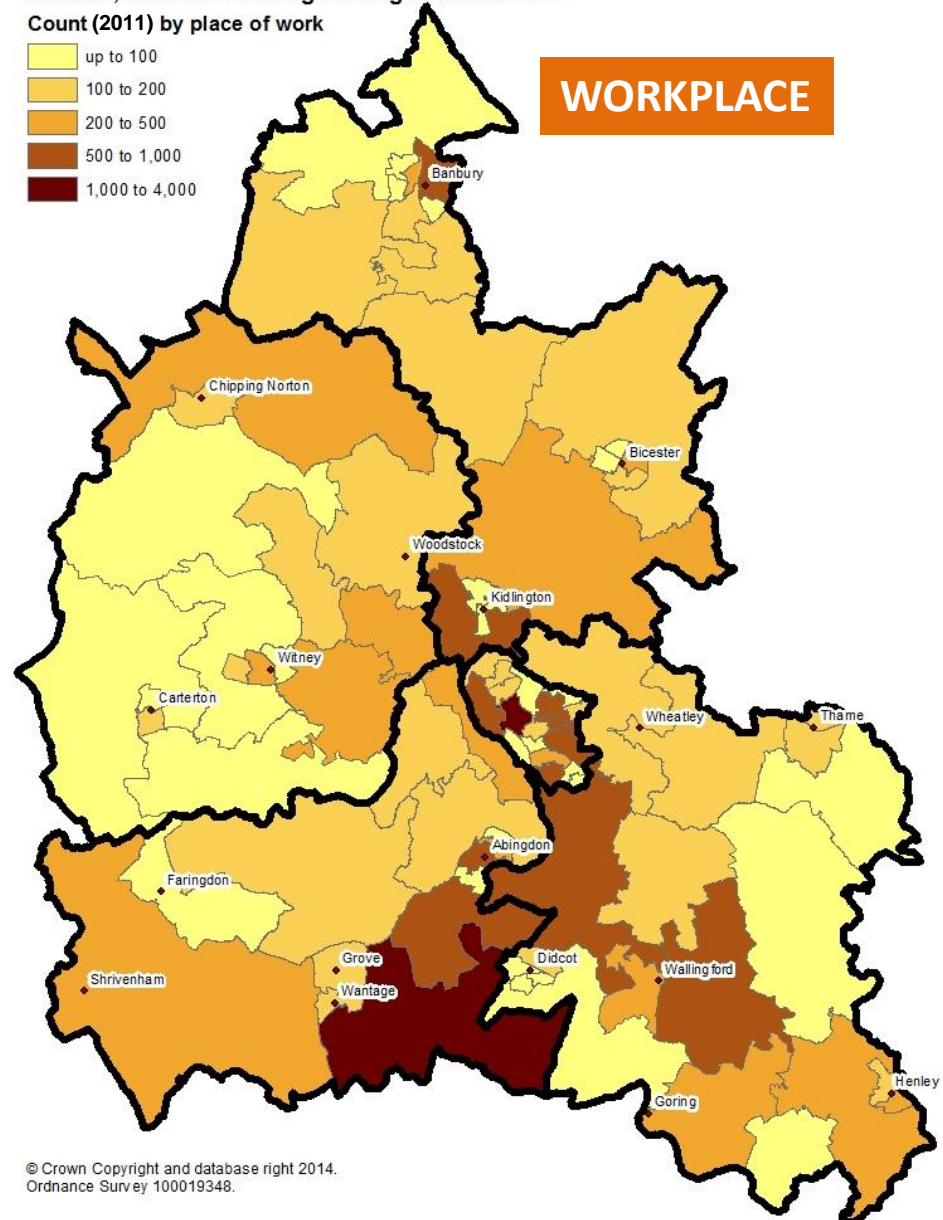 Count (2011) by place of work
up to 100
100 to 200
200 to 500
500 to 1,000
1,000 to 4,000
WORKPLACE
Banbury
Chipping Norton
Bicester
Woodstock
Kidlington
Witney
Carterton
Wheatley
Thame
Abingdon
Faringdon
Grove
Didcot
Wallingford
Shrivenham
Wantage
Henley
Goring
© Crown Copyright and database right 2014.
Ordnance Survey 100019348.